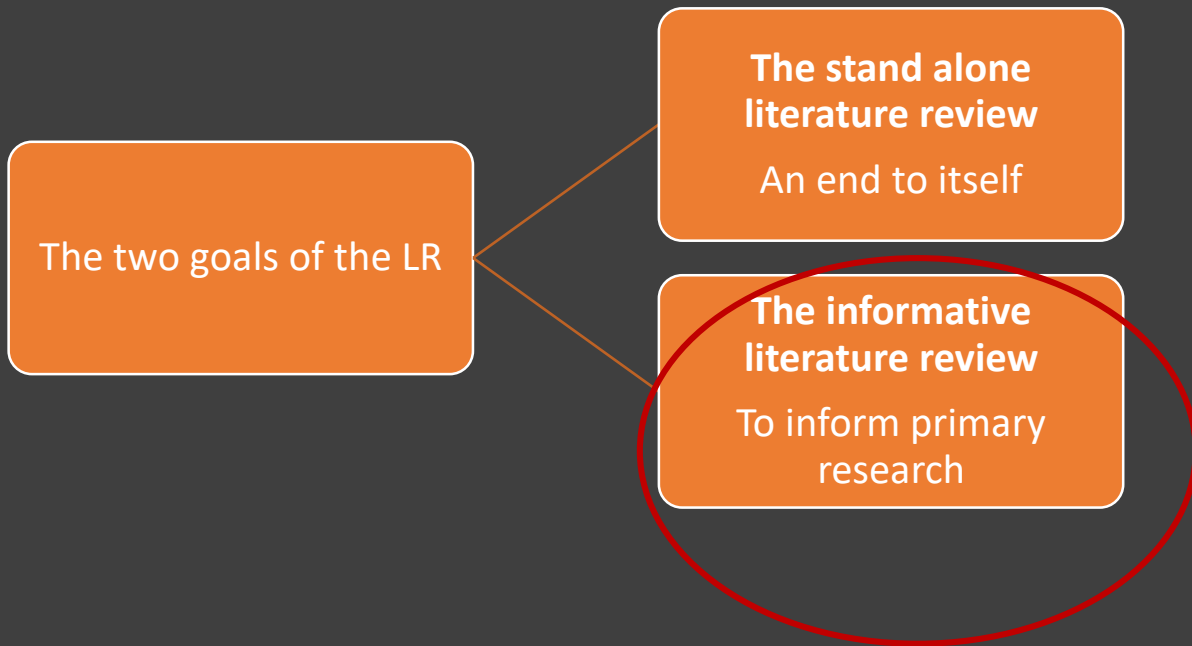 The two goals of the LR
The stand alone
literature review
An end to itself
The informative
literature review
To inform primary
research